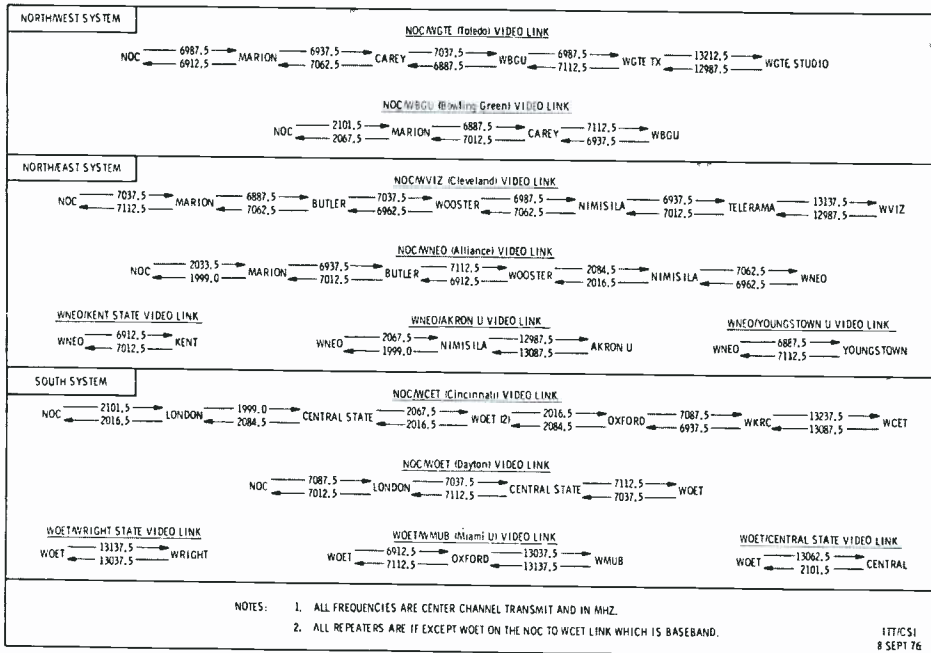 NORTH/WEST SYSTEM
NOC/WGTE (Toledo) VIDEO LINK
NOC 6987.5 6912.5 MARION 6937.5 7062.5 CAREY 7037.5 6887.5 WBGU 6987.5 7112.5 WGTE TX 13212.5 12987.5 WGTE STUDIO
NOC/WBGU (Bowling Green) VIDEO LINK
NOC 2101.5 2067.5 MARION 6887.5 7012.5 CAREY 7112.5 6937.5 WBGU
NORTH/EAST SYSTEM
NOC/WVIZ (Cleveland) VIDEO LINK
NOC 7037.5 7112.5 MARION 6887.5 7062.5 BUTLER 7037.5 6962.5 WOOSTER 6987.5 7062.5 NIMISILA 6937.5 7012.5 TELERAMA 13137.5 12987.5 WVIZ
NOC/WNEO (Alliance) VIDEO LINK
NOC 2033.5 1999.0 MARION 6937.5 7012.5 BUTLER 7112.5 6912.5 WOOSTER 2084.5 2016.5 NIMISILA 7062.5 6962.5 WNEO
WNEO/KENT STATE VIDEO LINK
WNEO 6912.5 7012.5 KENT
WNEO/AKRON U VIDEO LINK
WNEO 2067.5 1999.0 NIMISILA 12987.5 13087.5 AKRON U
WNEO/YOUNGSTOWN U VIDEO LINK
WNEO 6887.5 7112.5 YOUNGSTOWN
SOUTH SYSTEM
NOC/WCET (Cincinnati) VIDEO LINK
NOC 2101.5 2016.5 LONDON 1999.0 2084.5 CENTRAL STATE 2067.5 2016.5 WOET (2) 2016.5 2084.5 OXFORD 7087.5 6937.5 WKRC 13237.5 13087.5 WCET
NOC/WOET (Dayton) VIDEO LINK
NOC 7087.5 7012.5 LONDON 7037.5 7112.5 CENTRAL STATE 7112.5 7037.5 WOET
WOET/WRIGHT STATE VIDEO LINK
WOET 13137.5 13037.5 WRIGHT
WOET/WMUB (Miami U) VIDEO LINK
WOET 6912.5 7112.5 OXFORD 13037.5 13137.5 WMUB
WOET/CENTRAL STATE VIDEO LINK
WOET 13062.5 2101.5 CENTRAL
NOTES: 1. ALL FREQUENCIES ARE CENTER CHANNEL TRANSMIT AND IN MHZ.
2. ALL REPEATERS ARE IF EXCEPT WOET ON THE NOC TO WCET LINK WHICH IS BASEBAND.
ITT/CSI
8 SEPT 76